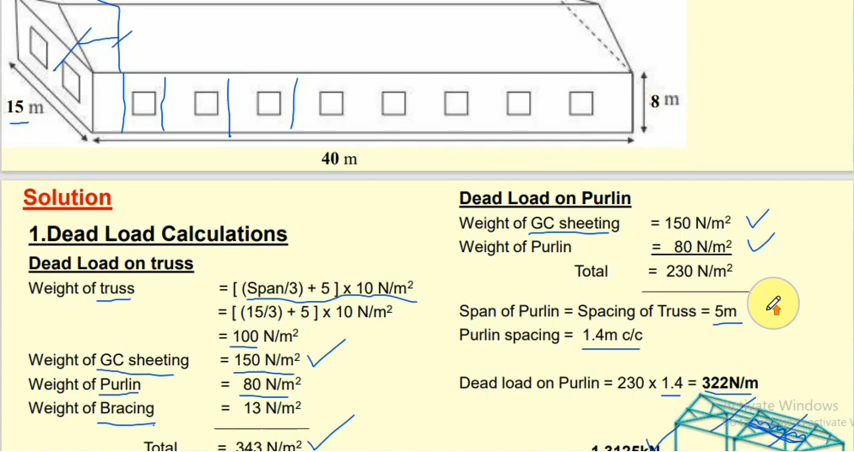 15 m
8 m
40 m
Solution
1.Dead Load Calculations
Dead Load on truss
Weight of truss = [ (Span/3) + 5 ] x 10 N/m²
= [ (15/3) + 5 ] x 10 N/m²
= 100 N/m²
Weight of GC sheeting = 150 N/m²
Weight of Purlin = 80 N/m²
Weight of Bracing = 13 N/m²
Total = 343 N/m²
Dead Load on Purlin
Weight of GC sheeting = 150 N/m²
Weight of Purlin = 80 N/m²
Total = 230 N/m²
Span of Purlin = Spacing of Truss = 5m
Purlin spacing = 1.4m c/c
Dead load on Purlin = 230 x 1.4 = 322N/m